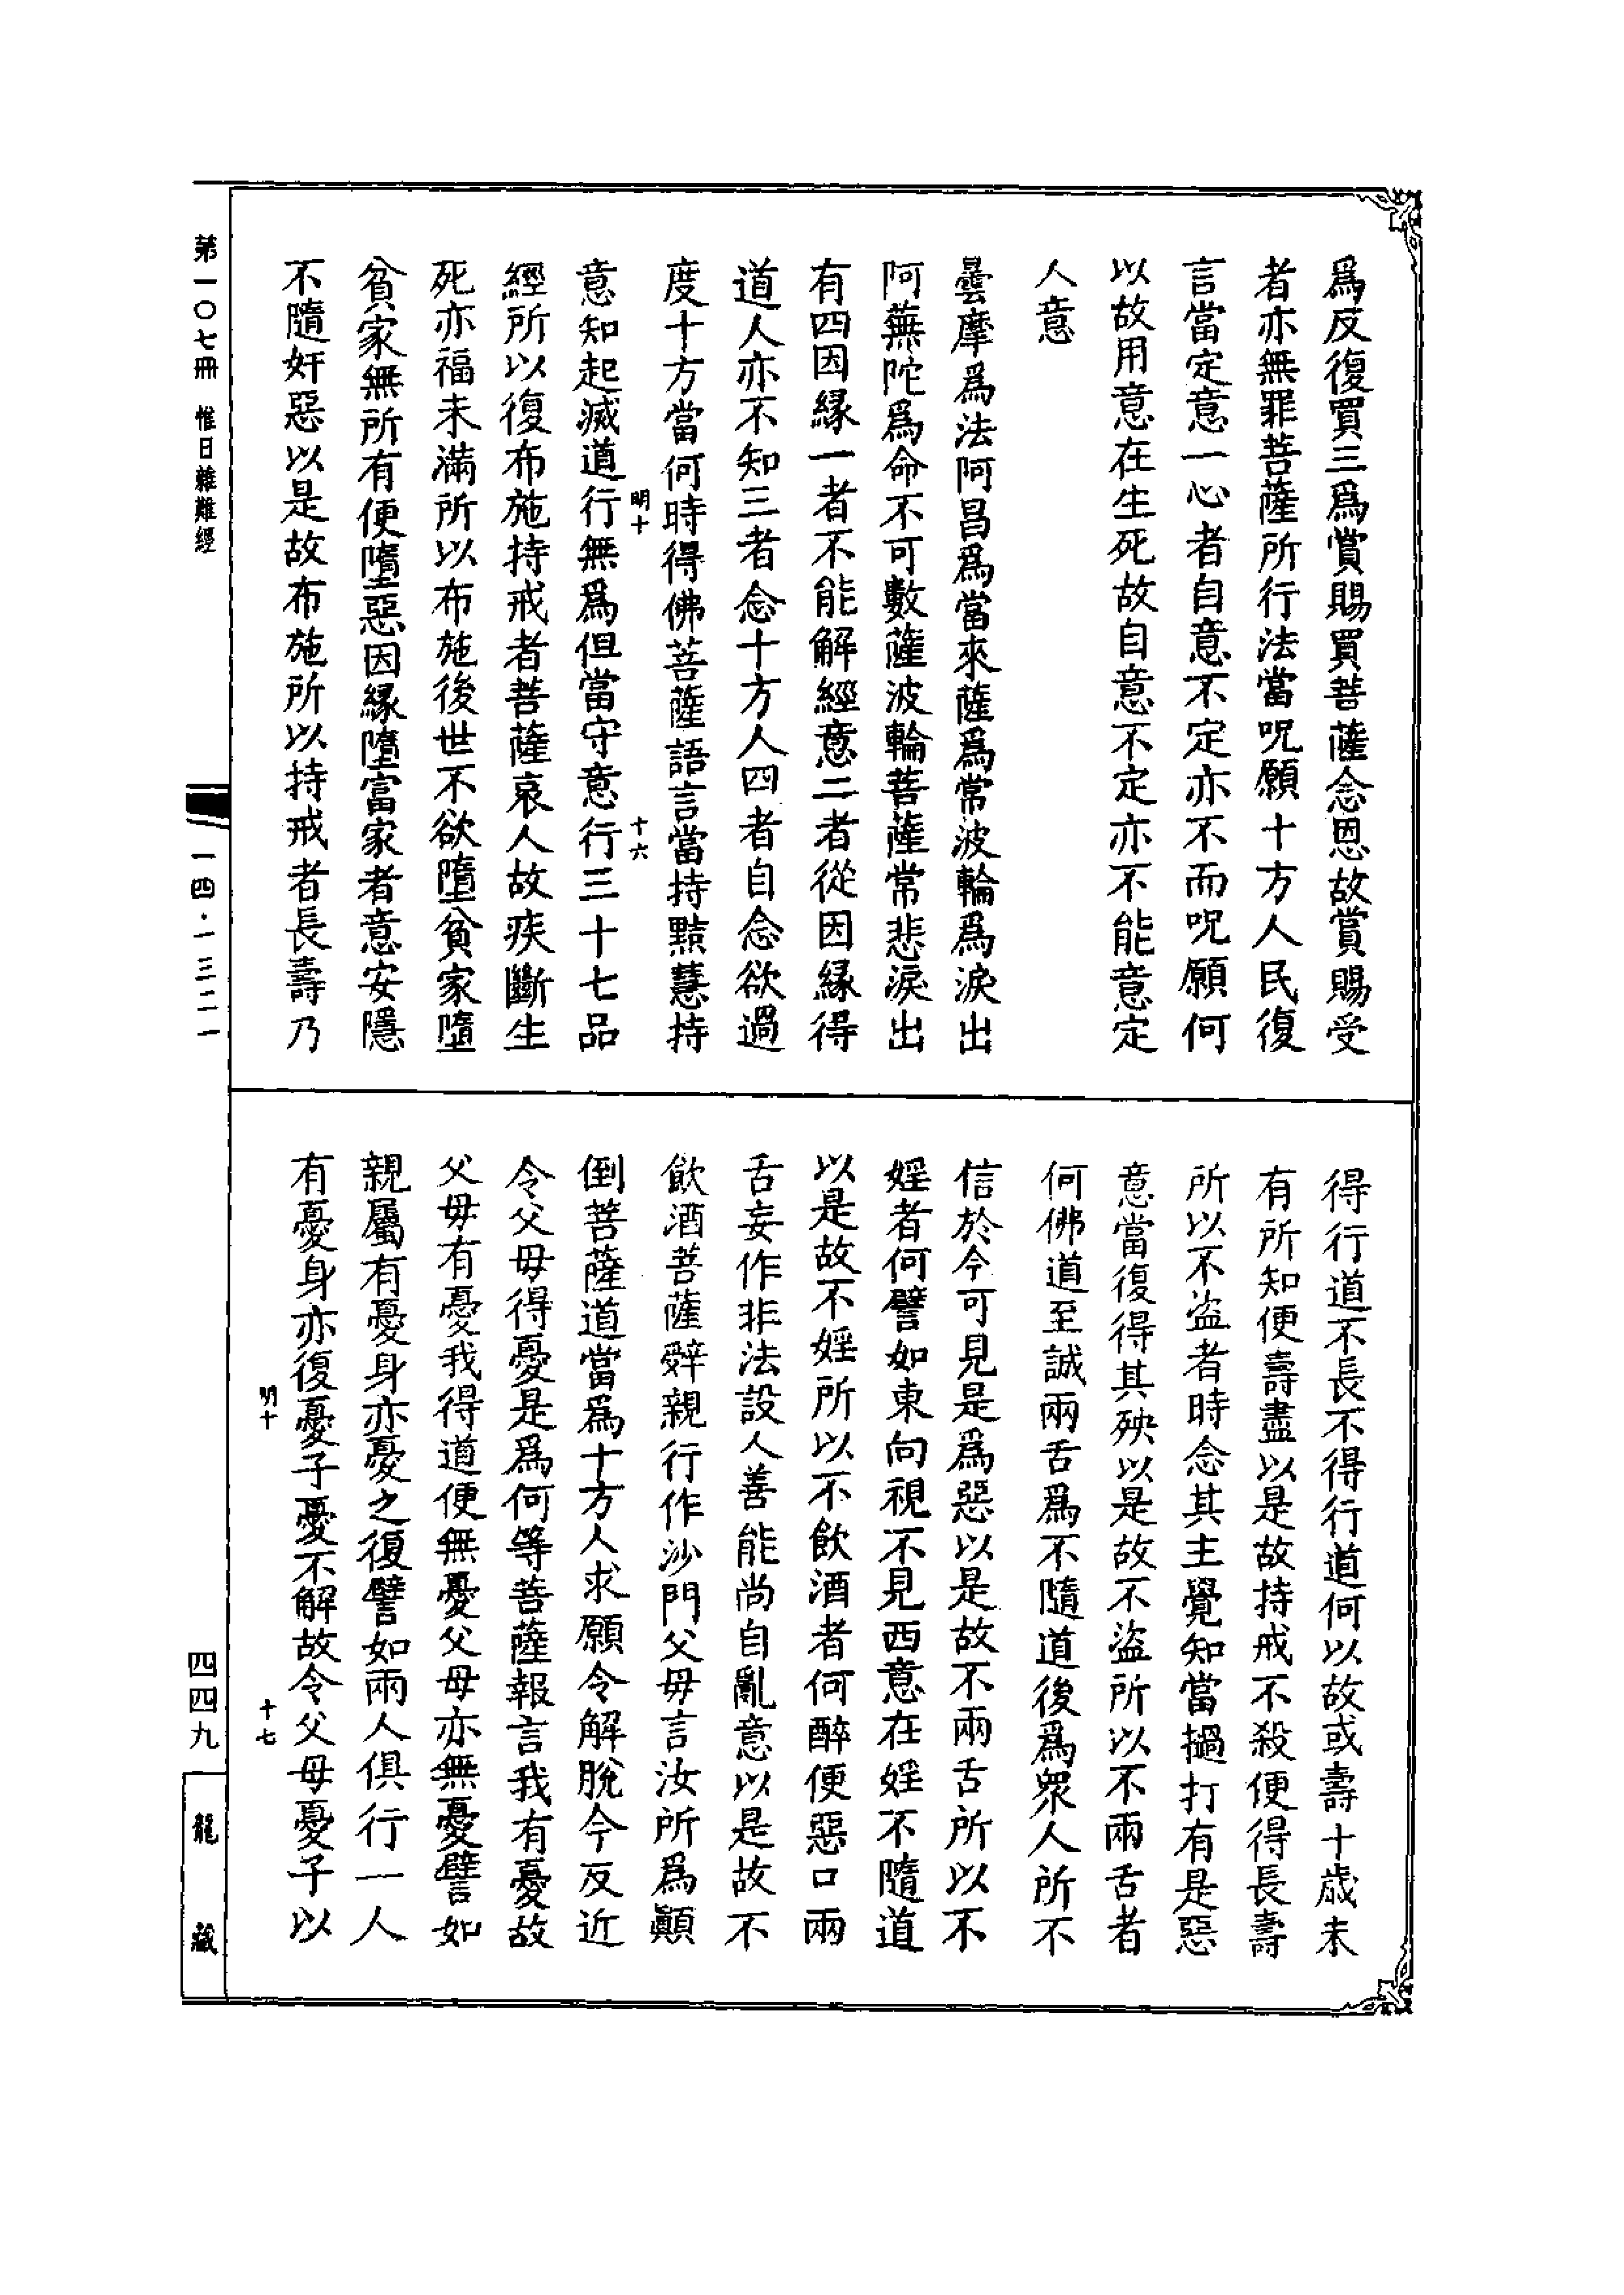 爲反復買三爲賞賜買菩薩念恩故賞賜受
者亦無罪菩薩所行法當呪願十方人民復
言當定意一心者自意不定亦不而呪願何
以故用意在生死故自意不定亦不能意定
人意
曇摩爲法阿昌爲當來薩爲常波輪爲淚出
阿蕪陀爲命不可數薩波輪菩薩常悲淚出
有四因緣一者不能解經意二者從因緣得
道人亦不知三者念十方人四者自念欲過
度十方當何時得佛菩薩語言當持黠慧持
明十 十六
意知起滅道行無爲但當守意行三十七品
經所以復布施持戒者菩薩哀人故疾斷生
死亦福未滿所以布施後世不欲墮貧家墮
貧家無所有便墮惡因緣墮富家者意安隱
不隨奸惡以是故布施所以持戒者長壽乃
得行道不長不得行道何以故或壽十歲未
有所知便壽盡以是故持戒不殺便得長壽
所以不盜者時念其主覺知當撾打有是惡
意當復得其殃以是故不盜所以不兩舌者
何佛道至誠兩舌爲不隨道後爲衆人所不
信於今可見是爲惡以是故不兩舌所以不
婬者何譬如東向視不見西意在婬不隨道
以是故不婬所以不飲酒者何醉便惡口兩
舌妄作非法設人善能尚自亂意以是故不
飲酒菩薩辭親行作沙門父母言汝所爲顚
倒菩薩道當爲十方人求願令解脫今反近
令父母得憂是爲何等菩薩報言我有憂故
父母有憂我得道便無憂父母亦無憂譬如
親屬有憂身亦憂之復譬如兩人俱行一人
有憂身亦復憂子憂不解故令父母憂子以
明十 十七
第一〇七冊 惟日雜難經
一四·一三二一
四四九
龍藏